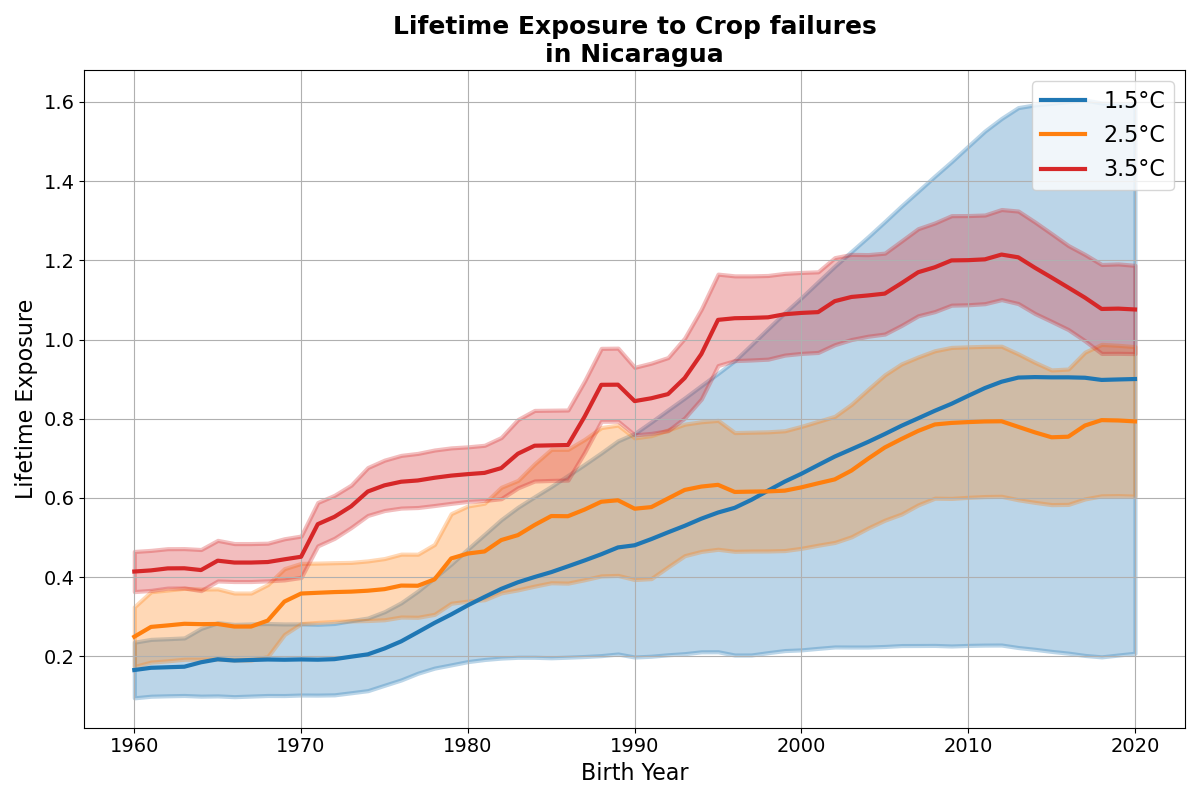 Lifetime Exposure to Crop failures
in Nicaragua
1.5°C
2.5°C
3.5°C
Lifetime Exposure
1.6
1.4
1.2
1.0
0.8
0.6
0.4
0.2
1960 1970 1980 1990 2000 2010 2020
Birth Year